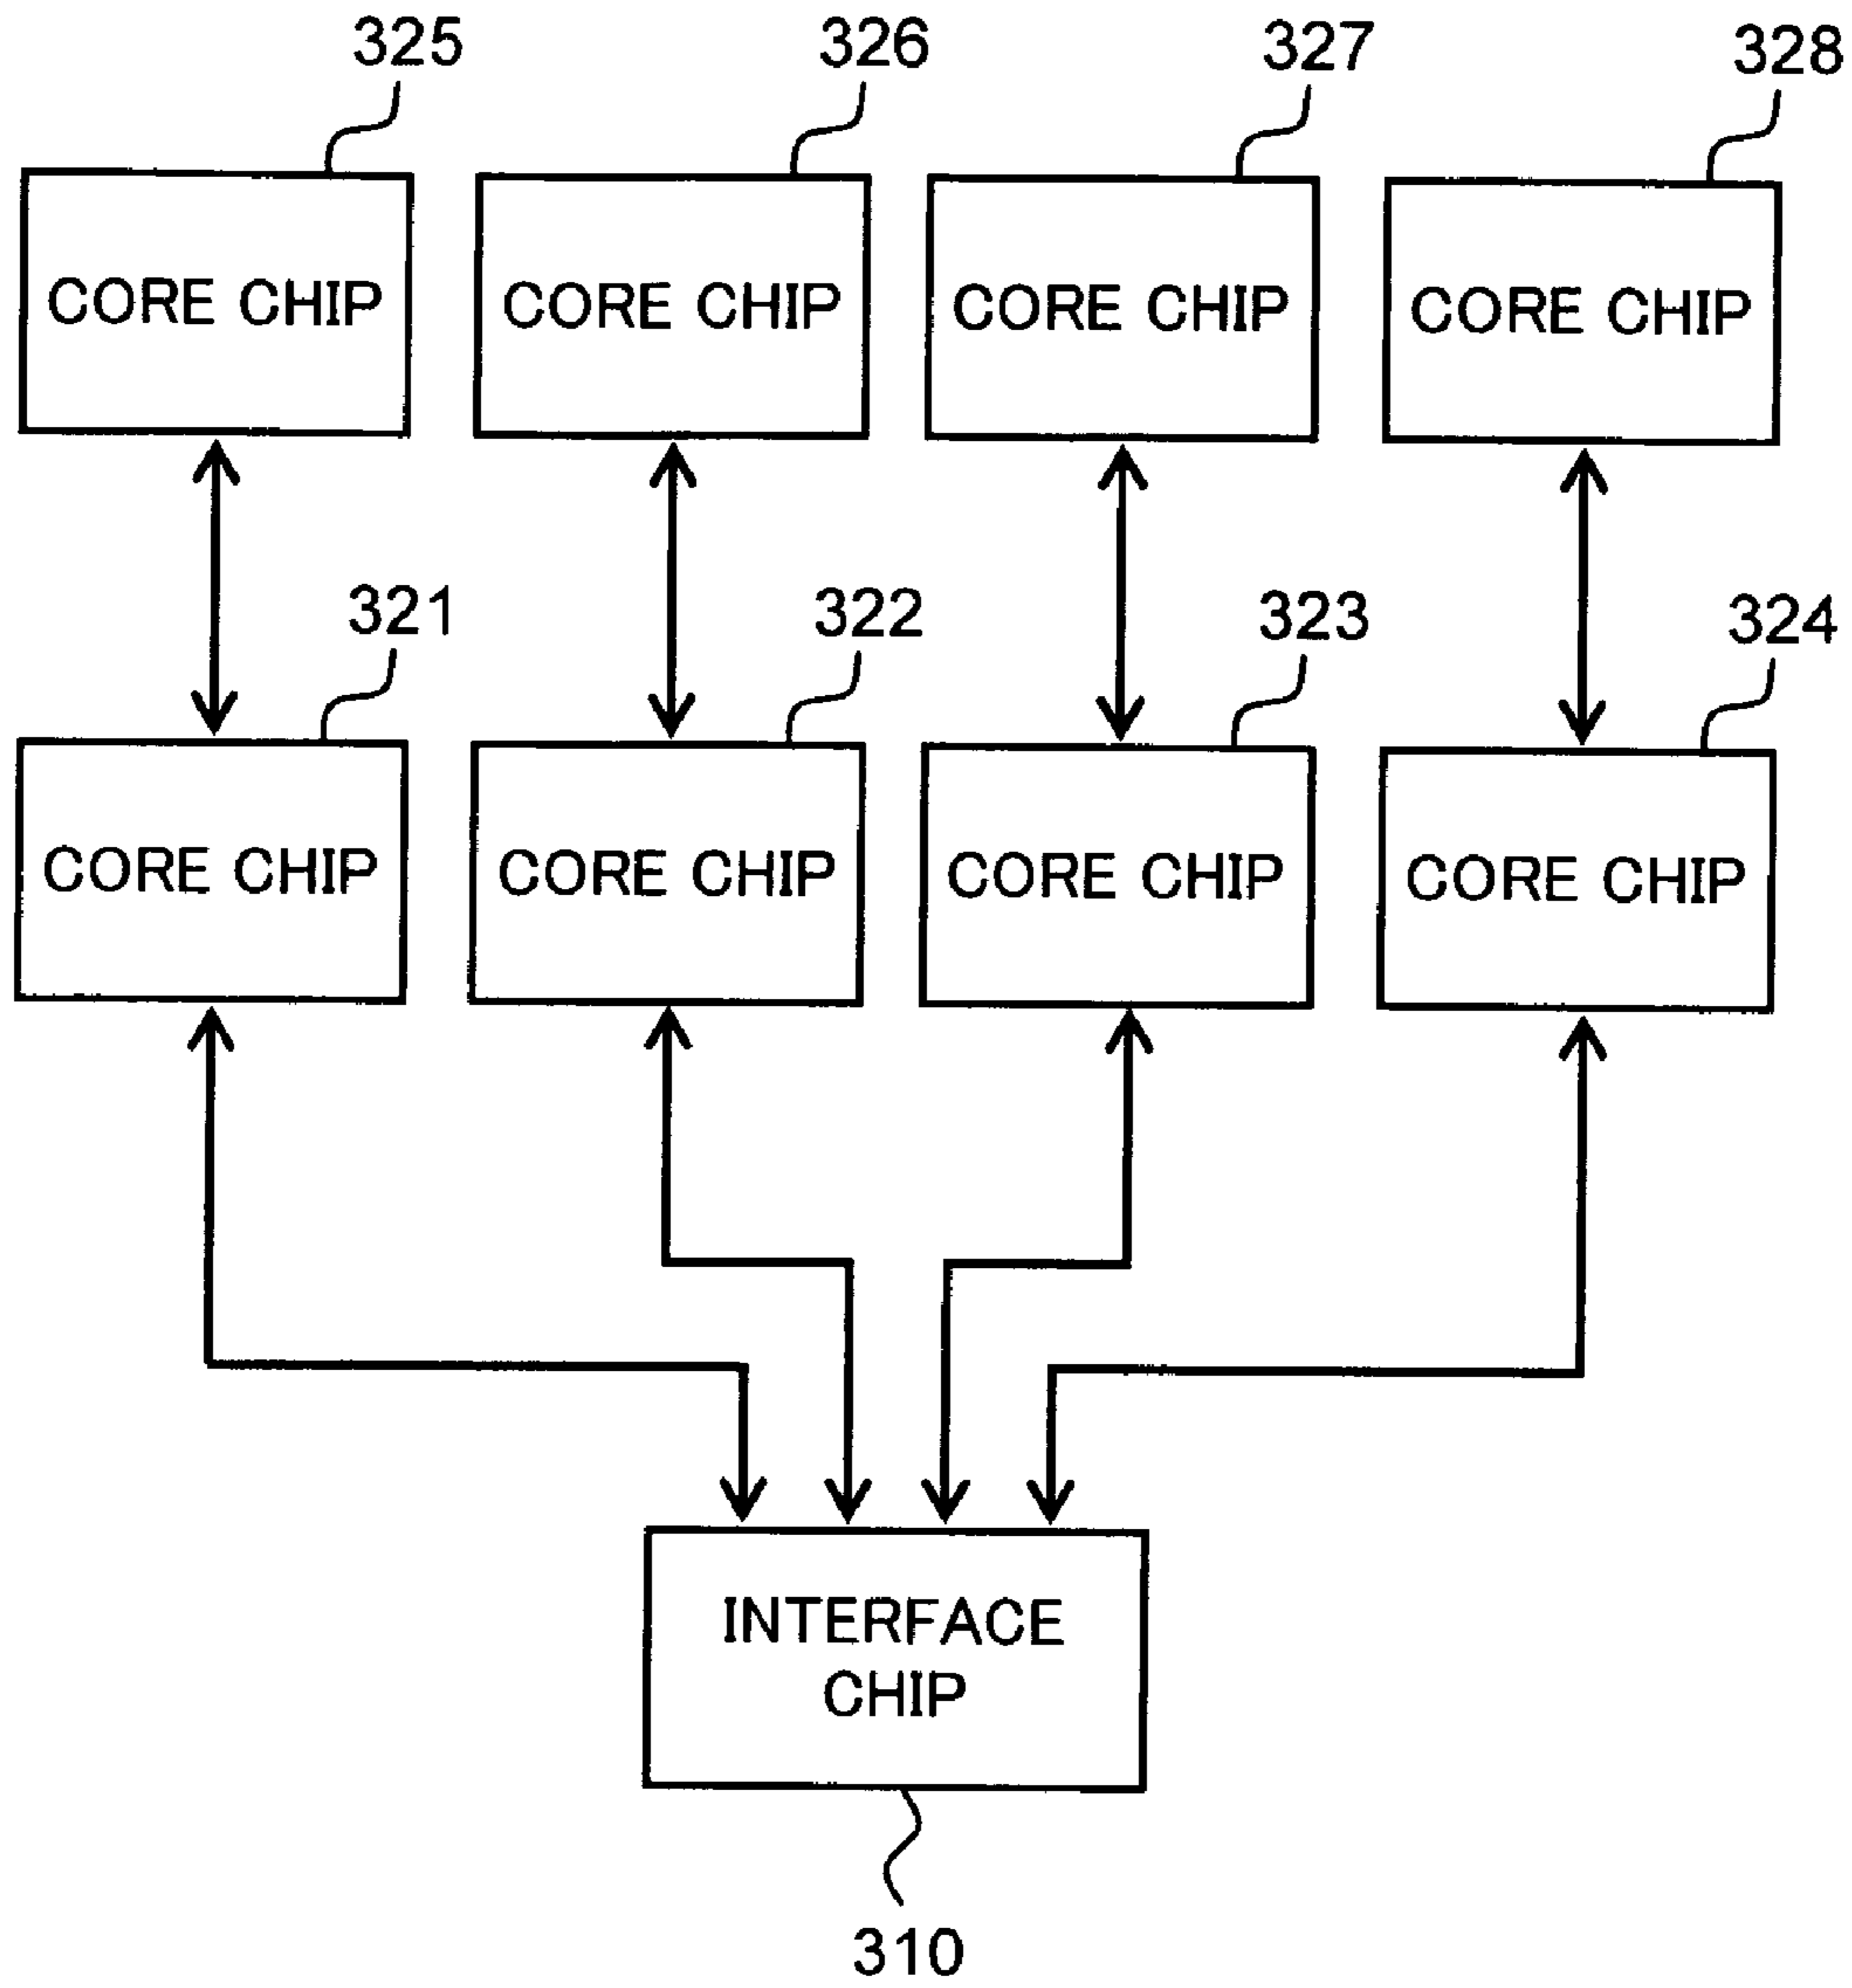 325 326 327 328
CORE CHIP CORE CHIP CORE CHIP CORE CHIP
321 322 323 324
CORE CHIP CORE CHIP CORE CHIP CORE CHIP
INTERFACE
CHIP
310